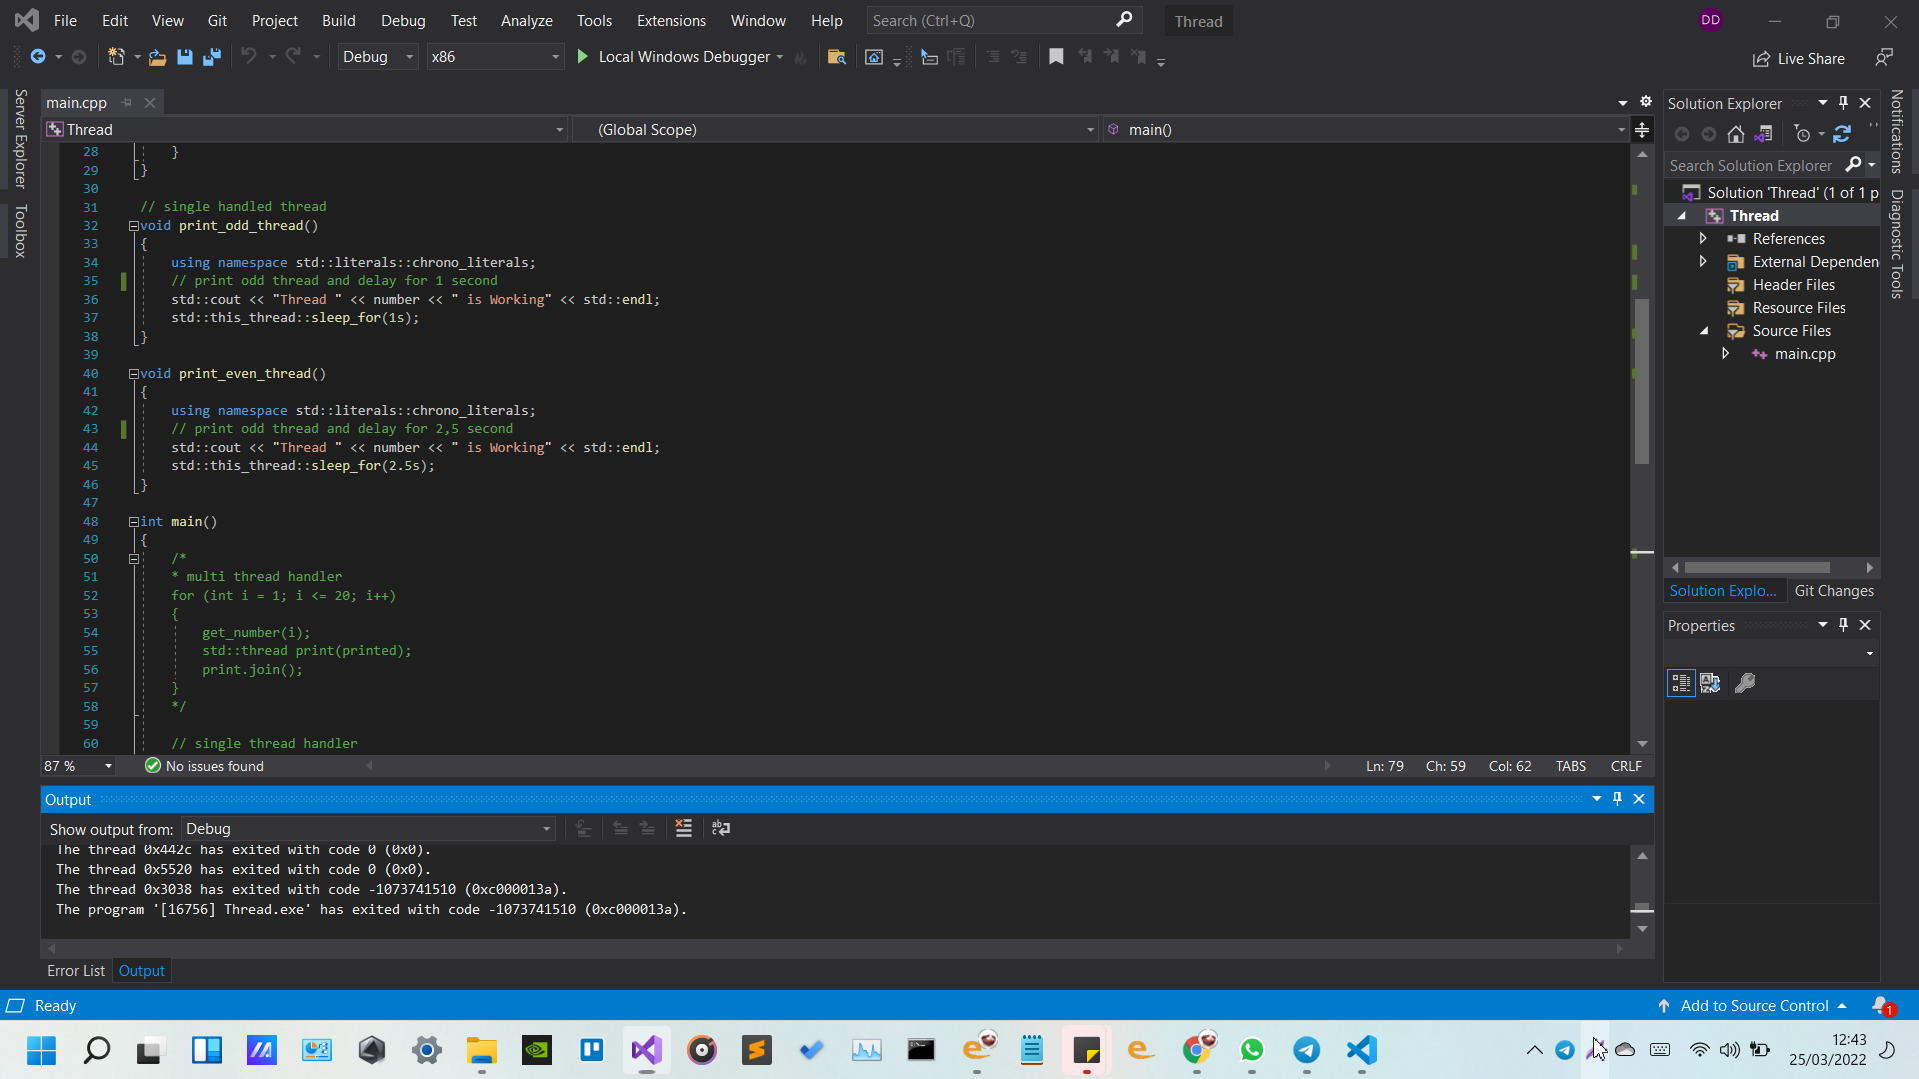 File Edit View Git Project Build Debug Test Analyze Tools Extensions Window Help Search (Ctrl+Q) Thread DD
Debug x86 Local Windows Debugger Live Share
Server Explorer
Toolbox
main.cpp
Thread (Global Scope) main()
28 }
29 }
30
31 // single handled thread
32 void print_odd_thread()
33 {
34 using namespace std::literals::chrono_literals;
35 // print odd thread and delay for 1 second
36 std::cout << "Thread " << number << " is Working" << std::endl;
37 std::this_thread::sleep_for(1s);
38 }
39
40 void print_even_thread()
41 {
42 using namespace std::literals::chrono_literals;
43 // print odd thread and delay for 2,5 second
44 std::cout << "Thread " << number << " is Working" << std::endl;
45 std::this_thread::sleep_for(2.5s);
46 }
47
48 int main()
49 {
50 /*
51 * multi thread handler
52 for (int i = 1; i <= 20; i++)
53 {
54 get_number(i);
55 std::thread print(printed);
56 print.join();
57 }
58 */
59
60 // single thread handler
87 % No issues found Ln: 79 Ch: 59 Col: 62 TABS CRLF
Output
Show output from: Debug
The thread 0x442c has exited with code 0 (0x0).
The thread 0x5520 has exited with code 0 (0x0).
The thread 0x3038 has exited with code -1073741510 (0xc000013a).
The program '[16756] Thread.exe' has exited with code -1073741510 (0xc000013a).
Error List Output
Solution Explorer
Search Solution Explorer
Solution 'Thread' (1 of 1 p
Thread
References
External Dependen
Header Files
Resource Files
Source Files
main.cpp
Solution Explo... Git Changes
Properties
Notifications
Diagnostic Tools
Ready Add to Source Control 1
12:43
25/03/2022